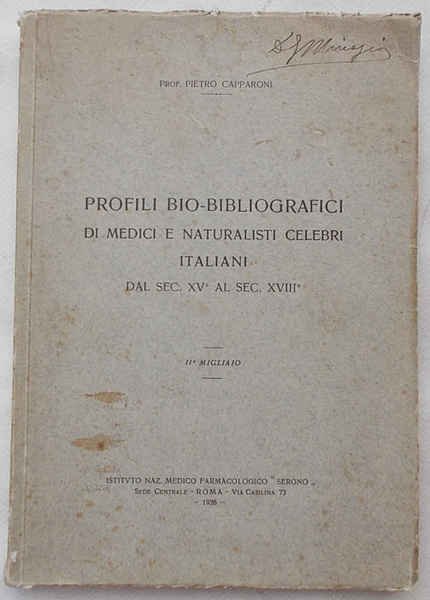 PROF. PIETRO CAPPARONI
PROFILI BIO-BIBLIOGRAFICI
DI MEDICI E NATURALISTI CELEBRI
ITALIANI
DAL SEC. XV° AL SEC. XVIII°
II° MIGLIAIO
ISTITVTO NAZ. MEDICO FARMACOLOGICO "SERONO„
SEDE CENTRALE - ROMA - VIA CASILINA 73